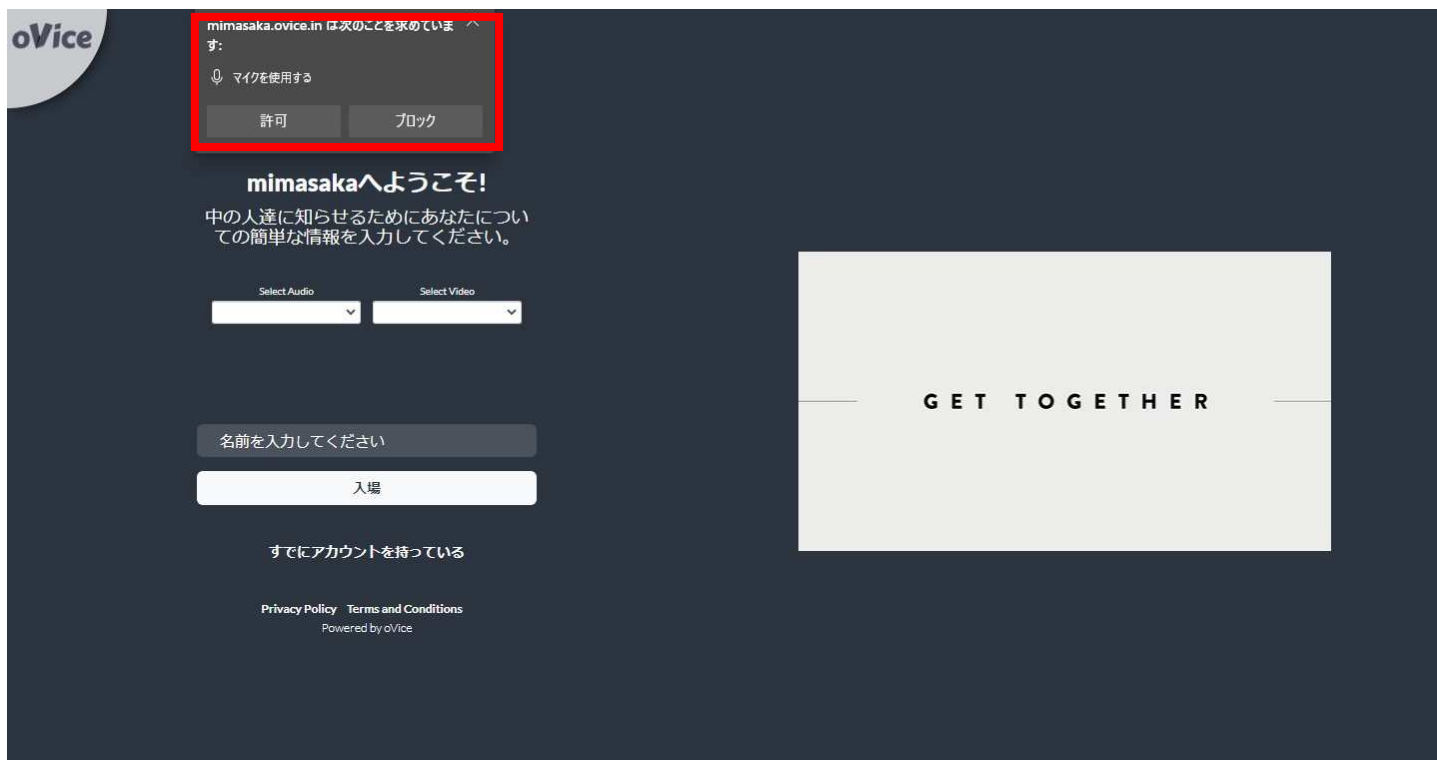 oVice
mimasaka.ovice.in は次のことを求めていま
す:
マイクを使用する
許可
ブロック
mimasakaへようこそ!
中の人達に知らせるためにあなたについ
ての簡単な情報を入力してください。
Select Audio
Select Video
名前を入力してください
入場
すでにアカウントを持っている
Privacy Policy Terms and Conditions
Powered by oVice
GET TOGETHER